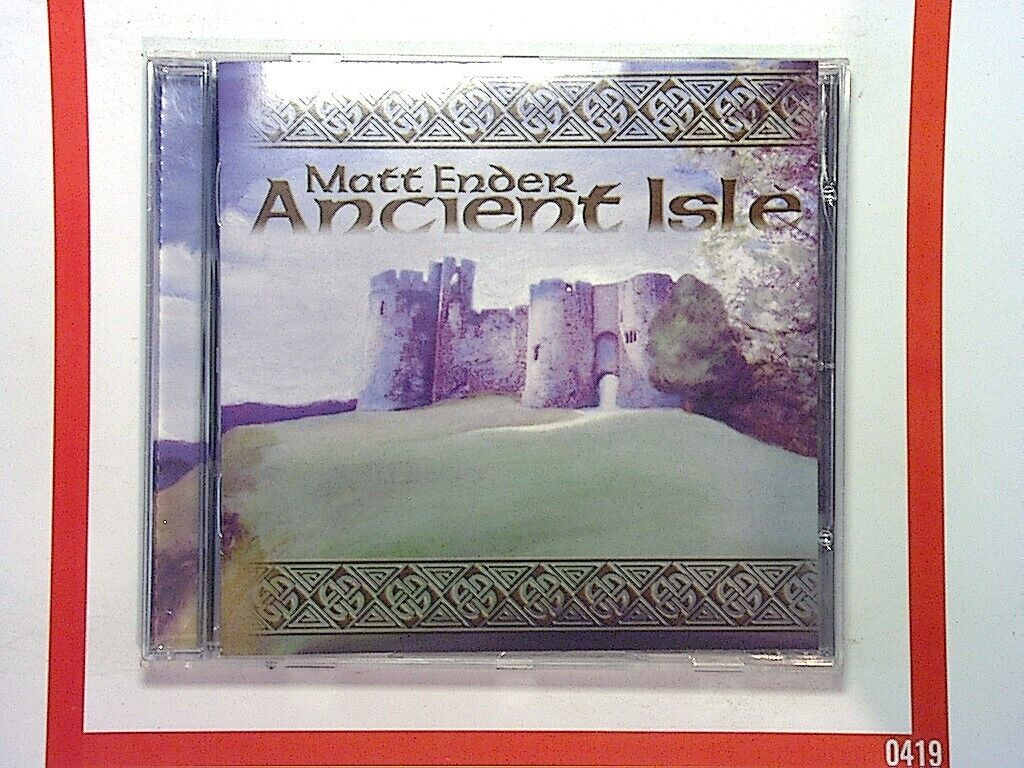 Matt Ender
Ancient Isle
0419